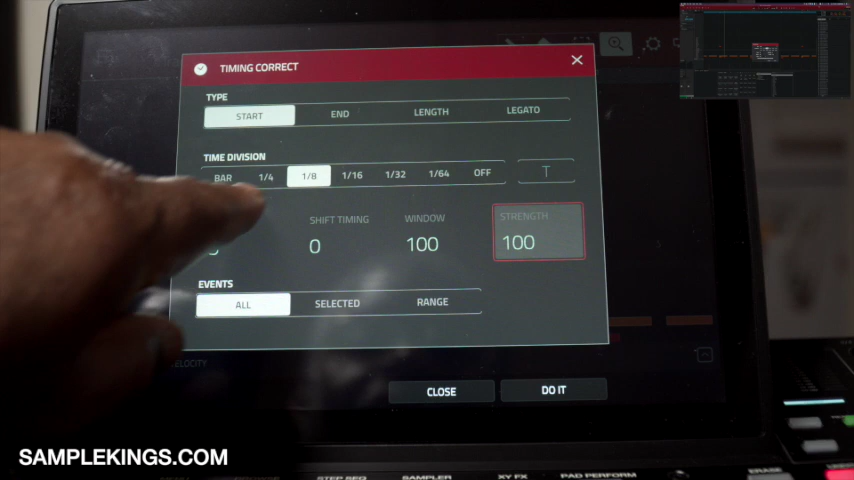 TIMING CORRECT
TYPE
START END LENGTH LEGATO
TIME DIVISION
BAR 1/4 1/8 1/16 1/32 1/64 OFF T
SHIFT TIMING WINDOW STRENGTH
0 100 100
EVENTS
ALL SELECTED RANGE
VELOCITY
CLOSE DO IT
SAMPLEKINGS.COM
STEP SEQ SAMPLER XY FX PAD PERFORM ERASE